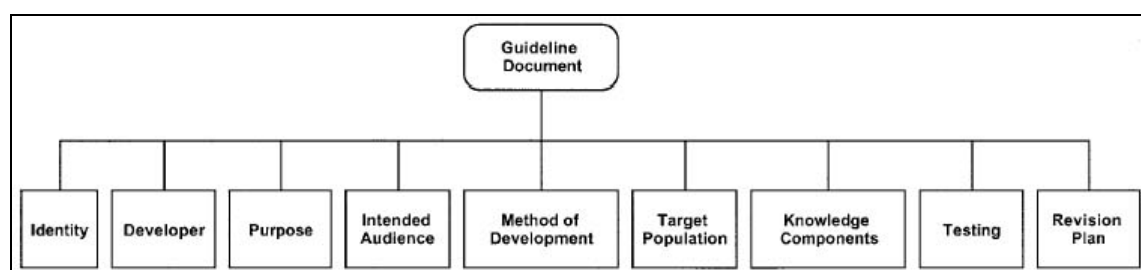 Guideline
Document
Identity
Developer
Purpose
Intended
Audience
Method of
Development
Target
Population
Knowledge
Components
Testing
Revision
Plan